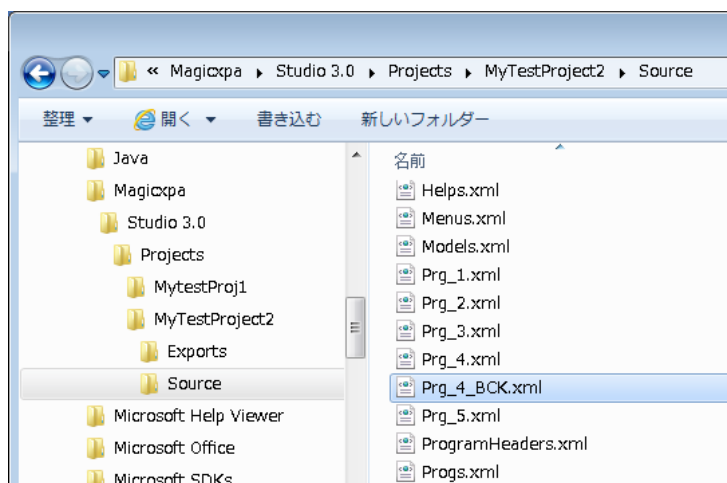 « Magicxpa ▸ Studio 3.0 ▸ Projects ▸ MyTestProject2 ▸ Source
整理 ▼ 開く ▼ 書き込む 新しいフォルダー
Java
Magicxpa
Studio 3.0
Projects
MytestProj1
MyTestProject2
Exports
Source
Microsoft Help Viewer
Microsoft Office
Microsoft SDKs
名前
Helps.xml
Menus.xml
Models.xml
Prg_1.xml
Prg_2.xml
Prg_3.xml
Prg_4.xml
Prg_4_BCK.xml
Prg_5.xml
ProgramHeaders.xml
Progs.xml